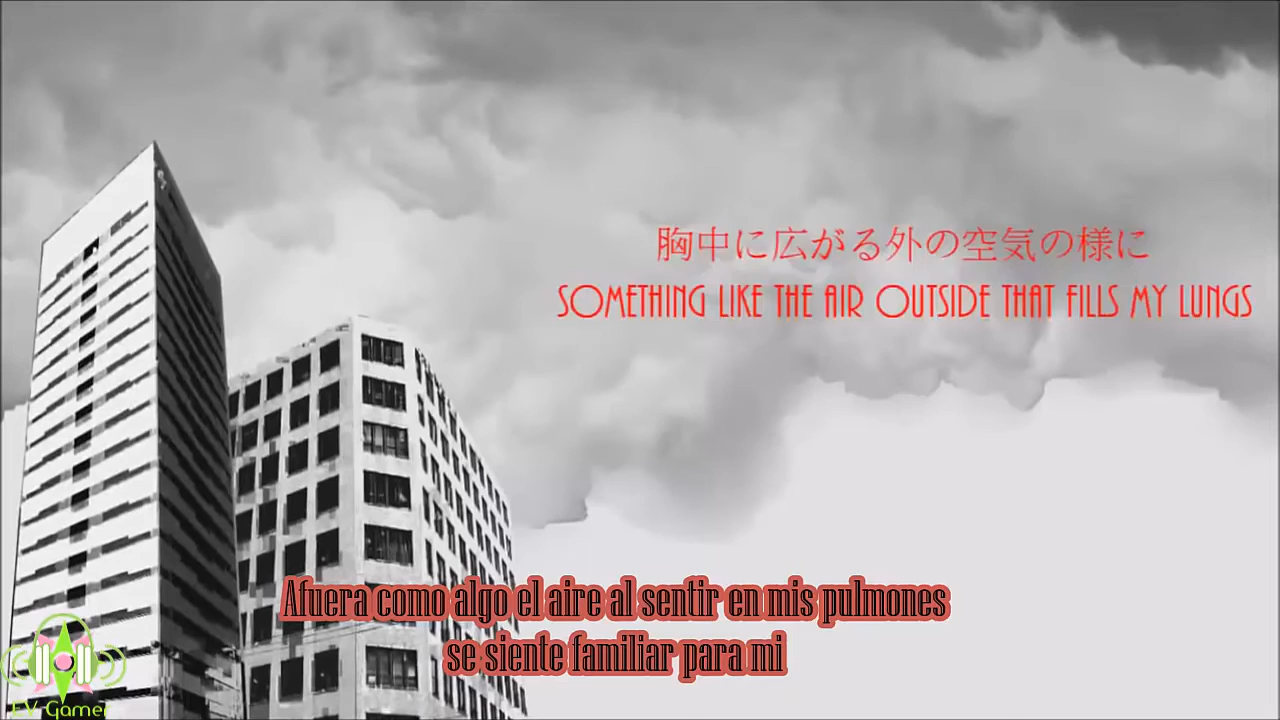 胸中に広がる外の空気の様に
SOMETHING LIKE THE AIR OUTSIDE THAT FILLS MY LUNGS
Afuera como algo el aire al sentir en mis pulmones
se siente familiar para mi
EV Gamer